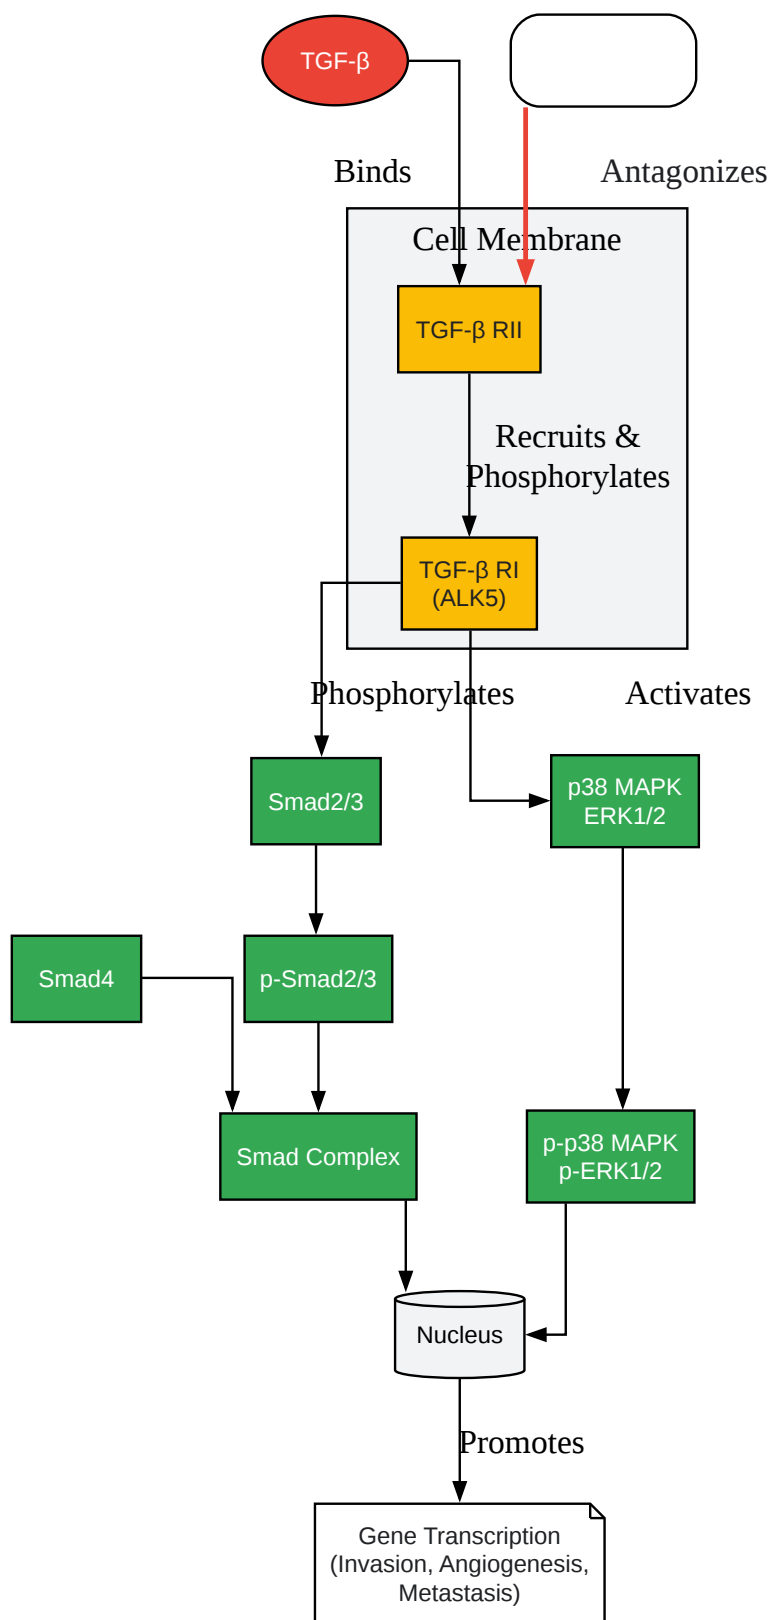 TGF-β
Binds
Antagonizes
Cell Membrane
TGF-β RII
Recruits &
Phosphorylates
TGF-β RI
(ALK5)
Phosphorylates
Activates
Smad2/3
p38 MAPK
ERK1/2
Smad4
p-Smad2/3
Smad Complex
p-p38 MAPK
p-ERK1/2
Nucleus
Promotes
Gene Transcription
(Invasion, Angiogenesis,
Metastasis)